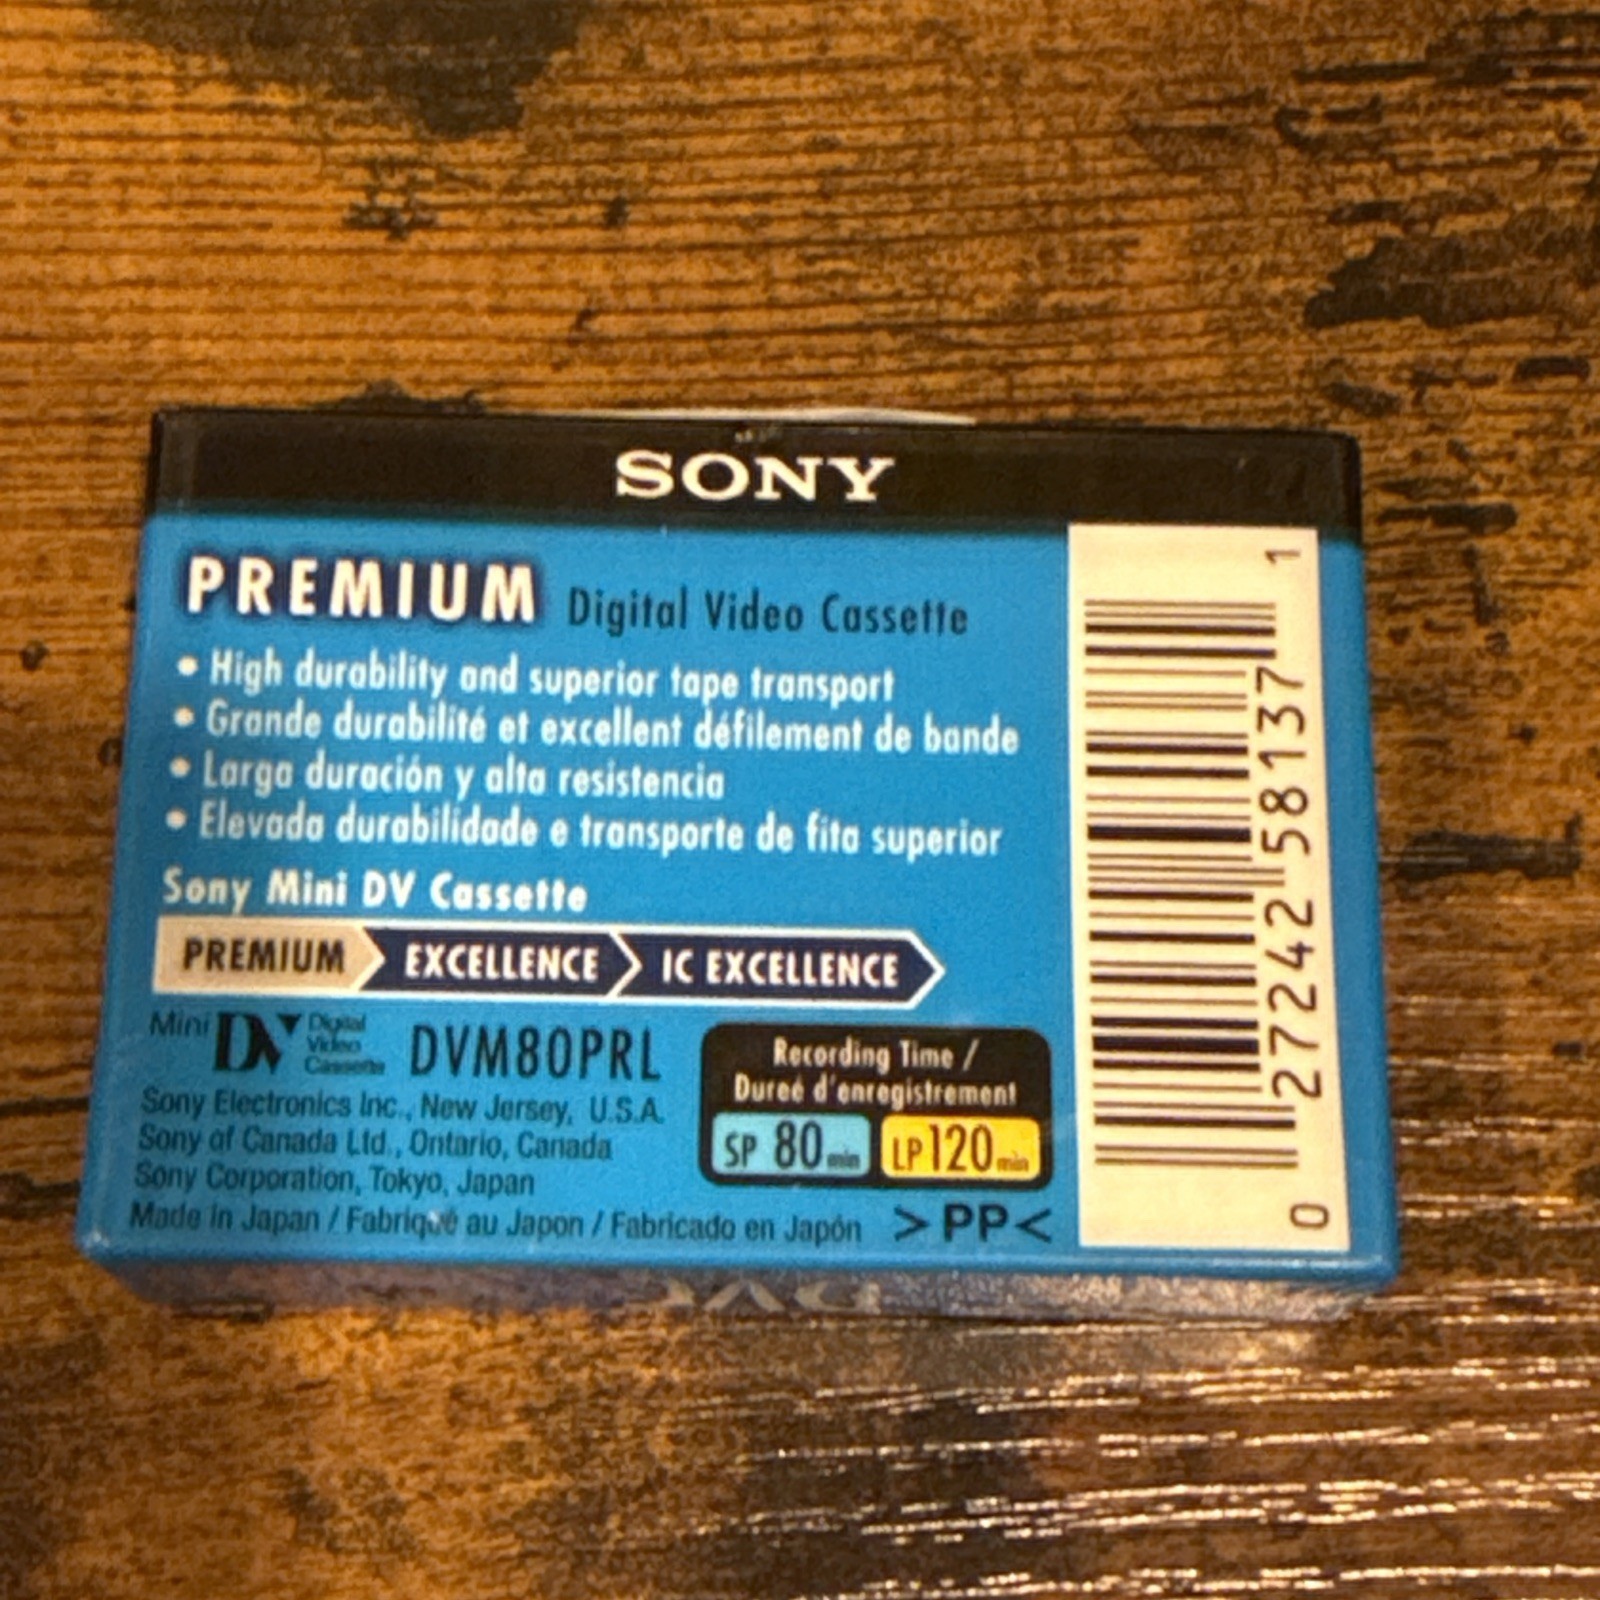 SONY
PREMIUM Digital Video Cassette
• High durability and superior tape transport
• Grande durabilité et excellent défilement de bande
• Larga duración y alta resistencia
• Elevada durabilidade e transporte de fita superior
Sony Mini DV Cassette
PREMIUM EXCELLENCE IC EXCELLENCE
Mini DV Digital Video Cassette DVM80PRL
Recording Time /
Dureé d'enregistrement
SP 80 min LP 120 min
Sony Electronics Inc., New Jersey, U.S.A.
Sony of Canada Ltd., Ontario, Canada
Sony Corporation, Tokyo, Japan
Made in Japan / Fabriqué au Japon / Fabricado en Japón >PP<
0 27242 58137 1